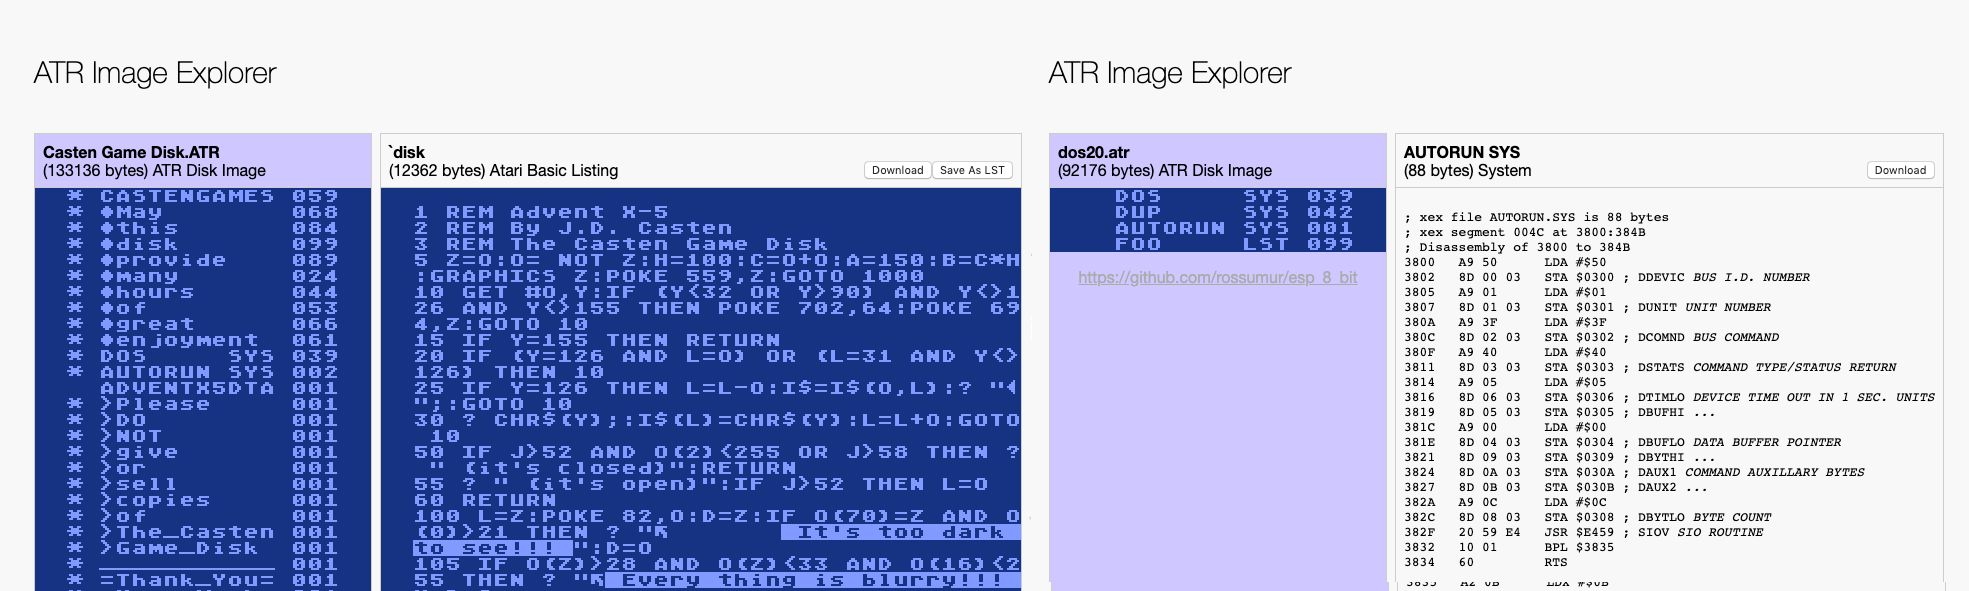 ATR Image Explorer
Casten Game Disk.ATR
(133136 bytes) ATR Disk Image
* CASTENGAMES 059
* ♦May 068
* ♦this 084
* ♦disk 099
* ♦provide 089
* ♦many 024
* ♦hours 044
* ♦of 053
* ♦great 066
* ♦enjoyment 061
* DOS SYS 039
* AUTORUN SYS 002
ADVENTX5DTA 001
* >Please 001
* >DO 001
* >NOT 001
* >give 001
* >or 001
* >sell 001
* >copies 001
* >of 001
* >The_Casten 001
* >Game_Disk 001
* ___________ 001
* =Thank_You= 001
`disk
(12362 bytes) Atari Basic Listing
Download
Save As LST
1 REM Advent X-5
2 REM By J.D. Casten
3 REM The Casten Game Disk
5 Z=O:O= NOT Z:H=100:C=O+O:A=150:B=C*H
:GRAPHICS Z:POKE 559,Z:GOTO 1000
10 GET #O,Y:IF (Y<32 OR Y>90) AND Y<>1
26 AND Y<>155 THEN POKE 702,64:POKE 69
4,Z:GOTO 10
15 IF Y=155 THEN RETURN
20 IF (Y=126 AND L=O) OR (L=31 AND Y<>
126) THEN 10
25 IF Y=126 THEN L=L-O:I$=I$(O,L):? "◀
";:GOTO 10
30 ? CHR$(Y);:I$(L)=CHR$(Y):L=L+O:GOTO
10
50 IF J>52 AND O(2)<255 OR J>58 THEN ?
" (it's closed)":RETURN
55 ? " (it's open)":IF J>52 THEN L=O
60 RETURN
100 L=Z:POKE 82,O:D=Z:IF O(70)=Z AND O
(O)>21 THEN ? "↖ It's too dark
to see!!! ":D=O
105 IF O(Z)>28 AND O(Z)<33 AND O(16)<2
55 THEN ? "↖ Every thing is blurry!!!
ATR Image Explorer
dos20.atr
(92176 bytes) ATR Disk Image
DOS SYS 039
DUP SYS 042
AUTORUN SYS 001
FOO LST 099
https://github.com/rossumur/esp_8_bit
AUTORUN SYS
(88 bytes) System
Download
; xex file AUTORUN.SYS is 88 bytes
; xex segment 004C at 3800:384B
; Disassembly of 3800 to 384B
3800 A9 50 LDA #$50
3802 8D 00 03 STA $0300 ; DDEVIC BUS I.D. NUMBER
3805 A9 01 LDA #$01
3807 8D 01 03 STA $0301 ; DUNIT UNIT NUMBER
380A A9 3F LDA #$3F
380C 8D 02 03 STA $0302 ; DCOMND BUS COMMAND
380F A9 40 LDA #$40
3811 8D 03 03 STA $0303 ; DSTATS COMMAND TYPE/STATUS RETURN
3814 A9 05 LDA #$05
3816 8D 06 03 STA $0306 ; DTIMLO DEVICE TIME OUT IN 1 SEC. UNITS
3819 8D 05 03 STA $0305 ; DBUFHI ...
381C A9 00 LDA #$00
381E 8D 04 03 STA $0304 ; DBUFLO DATA BUFFER POINTER
3821 8D 09 03 STA $0309 ; DBYTHI ...
3824 8D 0A 03 STA $030A ; DAUX1 COMMAND AUXILLARY BYTES
3827 8D 0B 03 STA $030B ; DAUX2 ...
382A A9 0C LDA #$0C
382C 8D 08 03 STA $0308 ; DBYTLO BYTE COUNT
382F 20 59 E4 JSR $E459 ; SIOV SIO ROUTINE
3832 10 01 BPL $3835
3834 60 RTS